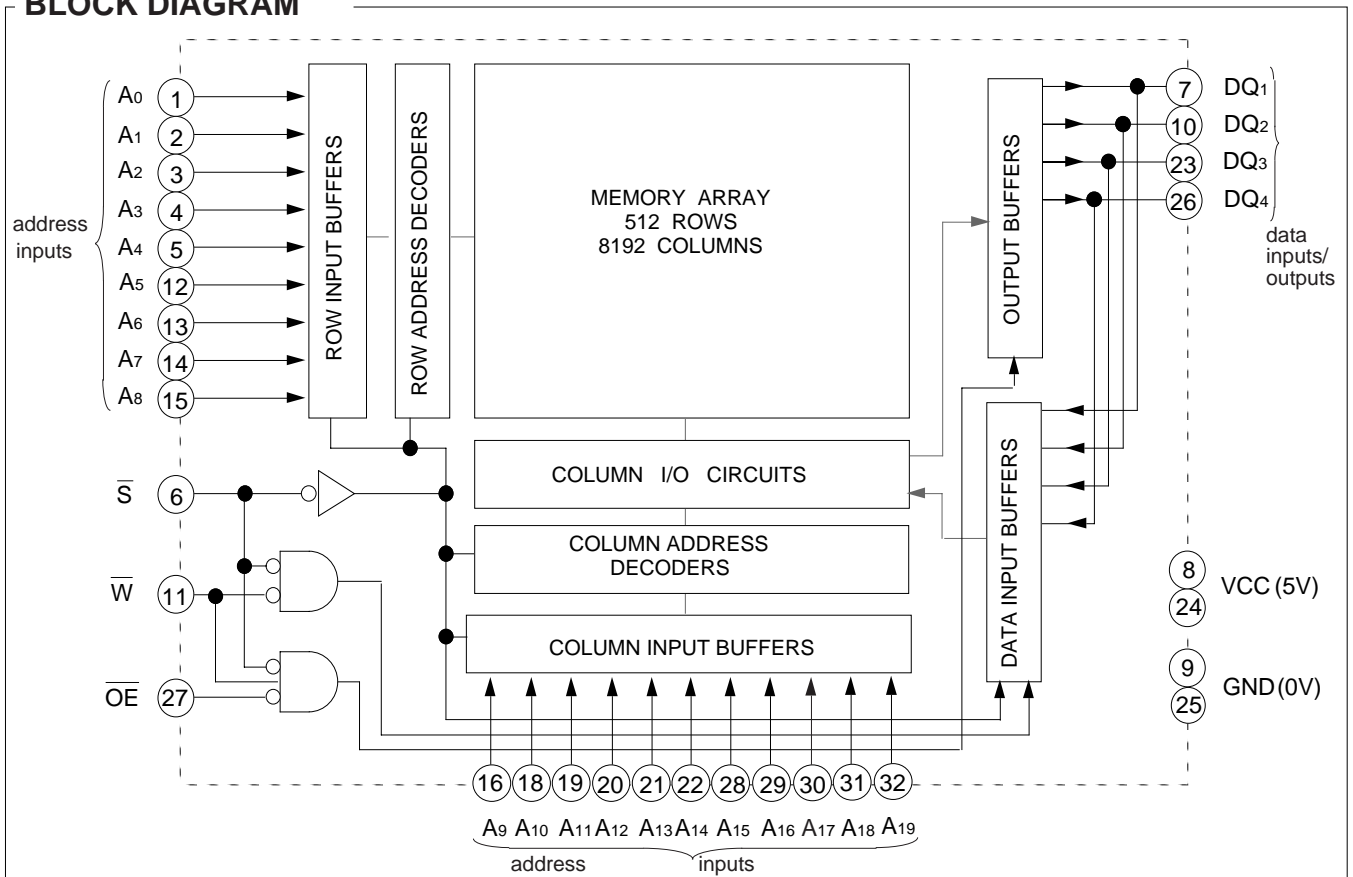 BLOCK DIAGRAM
address
inputs
A0 1
A1 2
A2 3
A3 4
A4 5
A5 12
A6 13
A7 14
A8 15
S̅ 6
W̅ 11
O̅E̅ 27
ROW INPUT BUFFERS
ROW ADDRESS DECODERS
MEMORY ARRAY
512 ROWS
8192 COLUMNS
COLUMN I/O CIRCUITS
COLUMN ADDRESS
DECODERS
COLUMN INPUT BUFFERS
OUTPUT BUFFERS
DATA INPUT BUFFERS
7 DQ1
10 DQ2
23 DQ3
26 DQ4
data
inputs/
outputs
8
24
VCC (5V)
9
25
GND (0V)
16 18 19 20 21 22 28 29 30 31 32
A9 A10 A11 A12 A13 A14 A15 A16 A17 A18 A19
address inputs